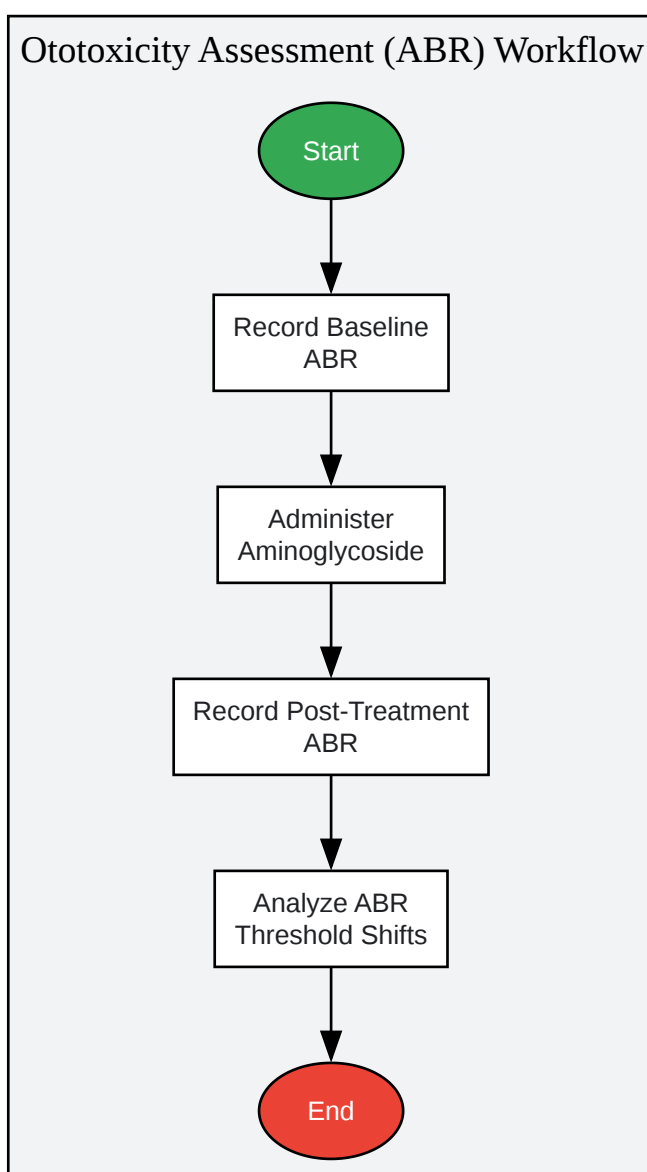 Ototoxicity Assessment (ABR) Workflow
Start
Record Baseline
ABR
Administer
Aminoglycoside
Record Post-Treatment
ABR
Analyze ABR
Threshold Shifts
End